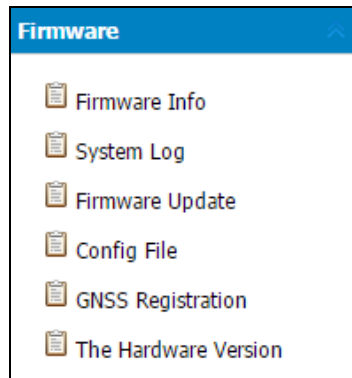 Firmware
Firmware Info
System Log
Firmware Update
Config File
GNSS Registration
The Hardware Version